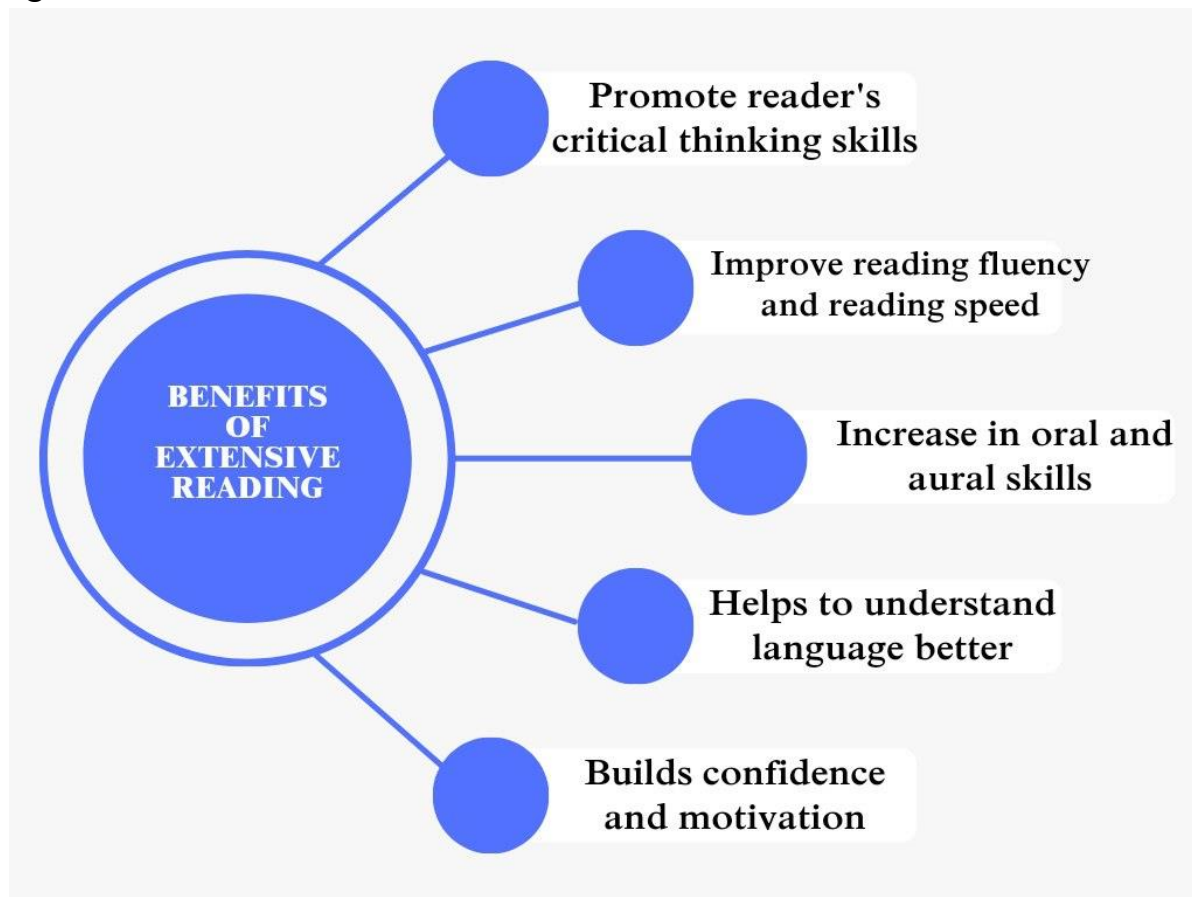 BENEFITS
OF
EXTENSIVE
READING
Promote reader's
critical thinking skills
Improve reading fluency
and reading speed
Increase in oral and
aural skills
Helps to understand
language better
Builds confidence
and motivation